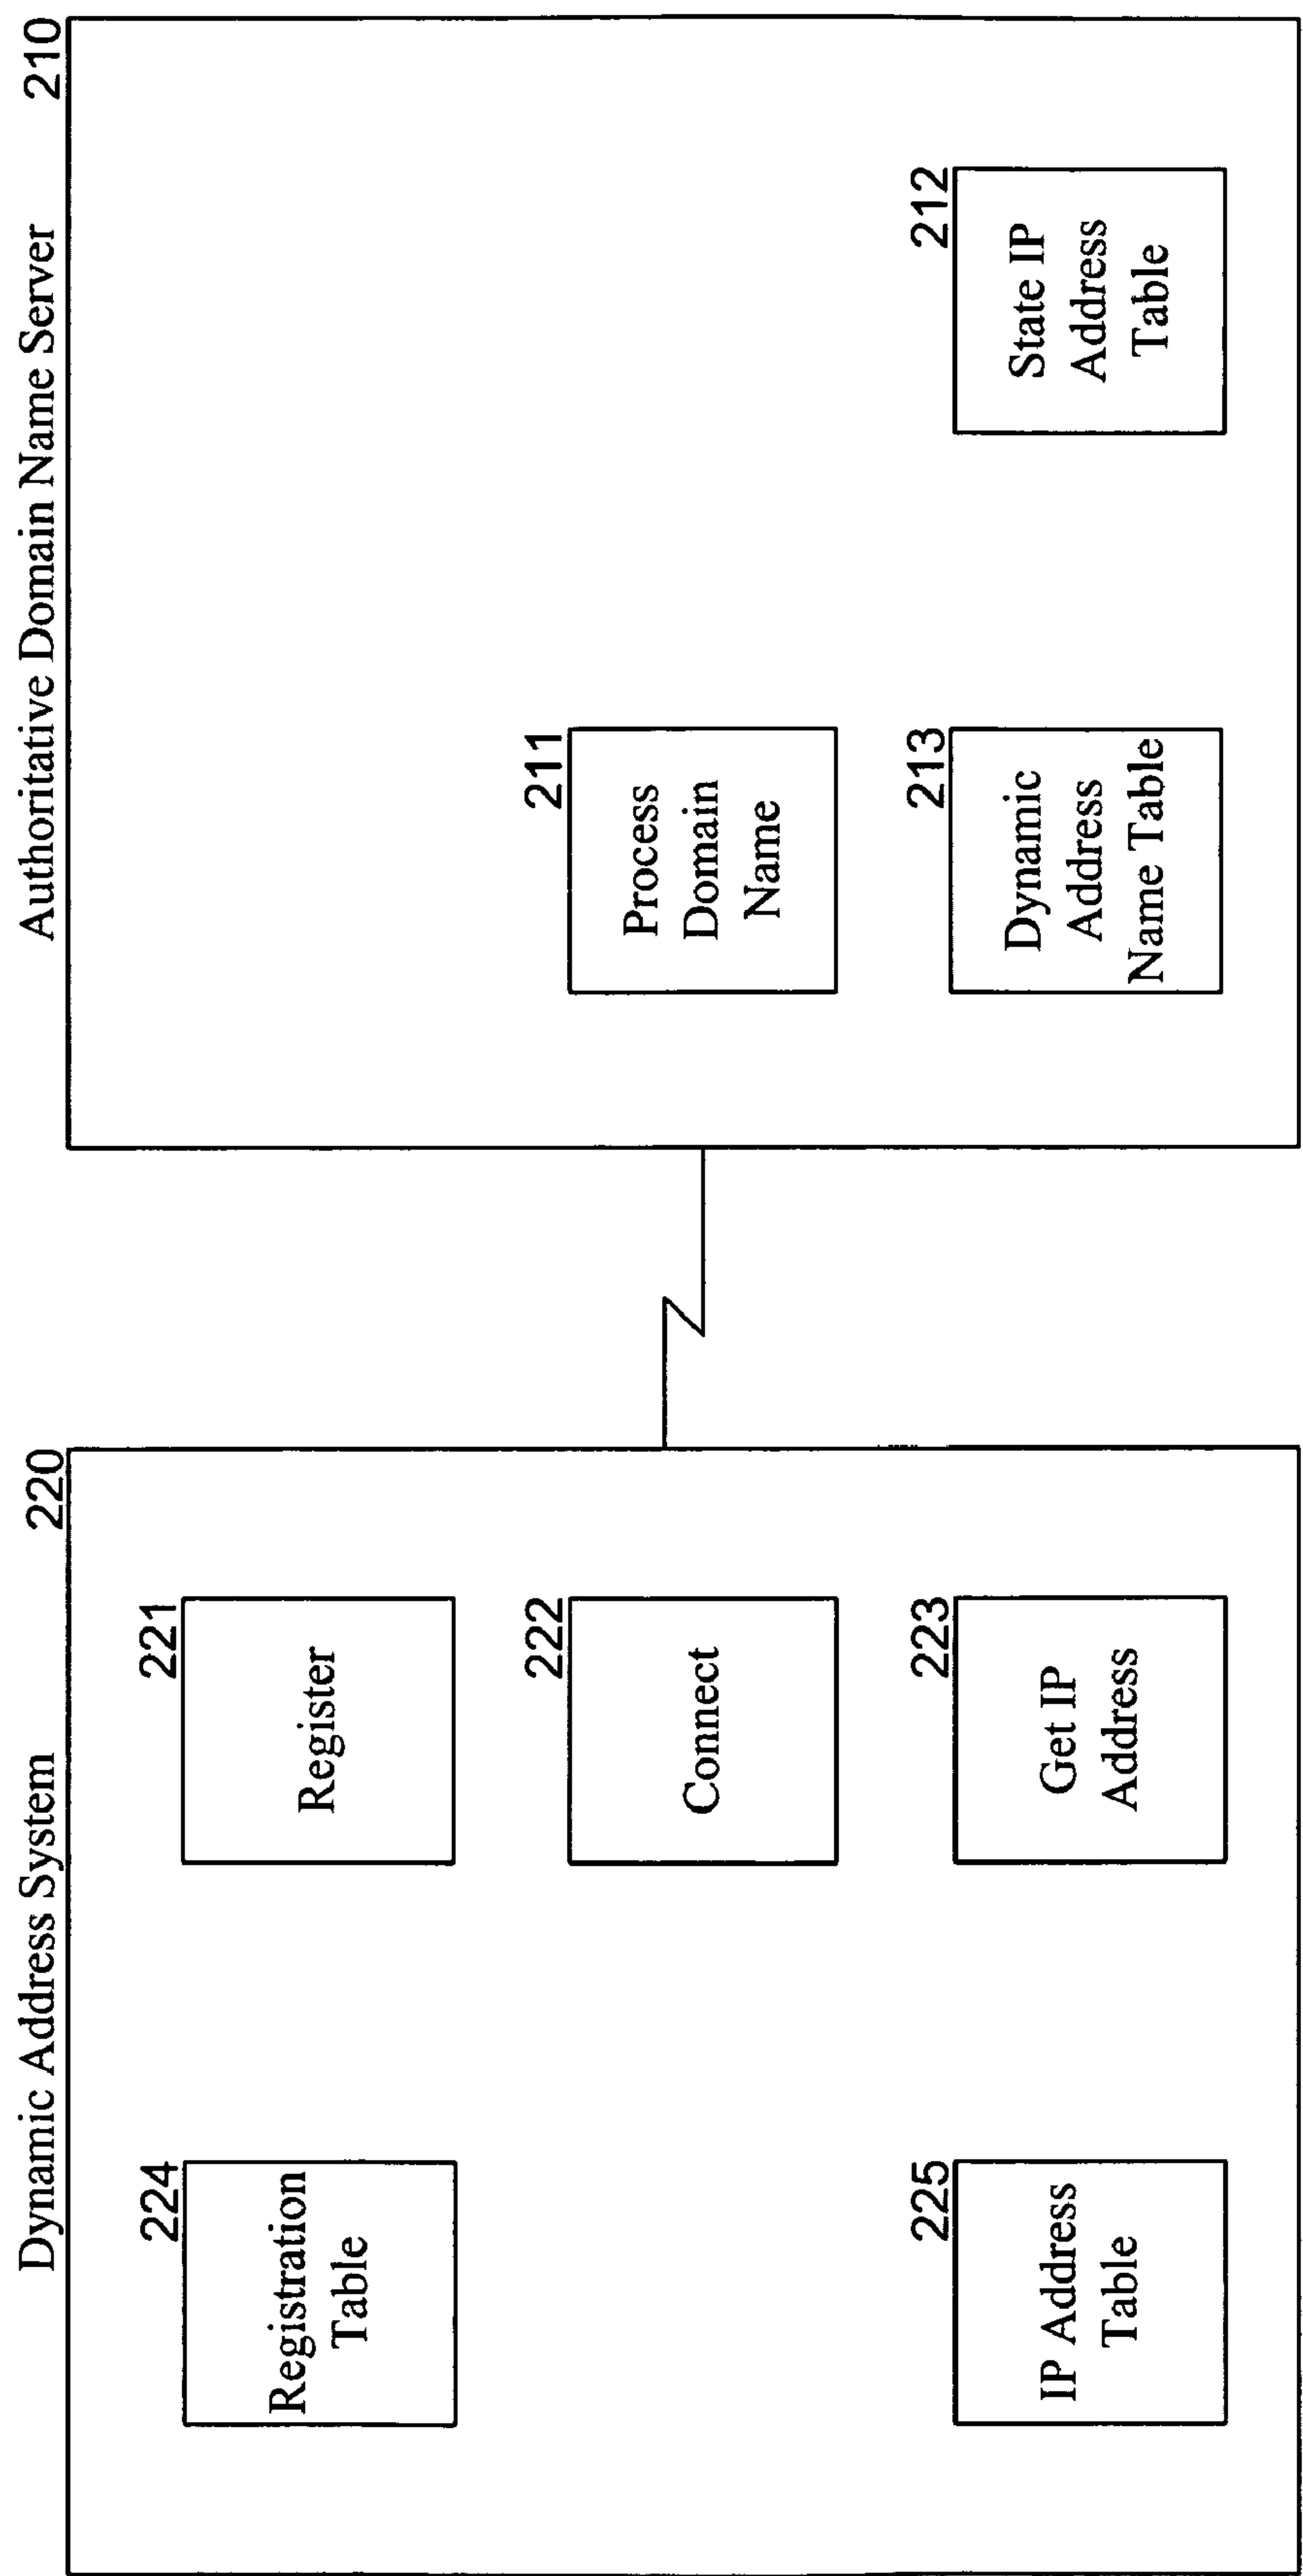 Dynamic Address System
220
224
Registration
Table
221
Register
222
Connect
225
IP Address
Table
223
Get IP
Address
Authoritative Domain Name Server
210
211
Process
Domain
Name
213
Dynamic
Address
Name Table
212
State IP
Address
Table